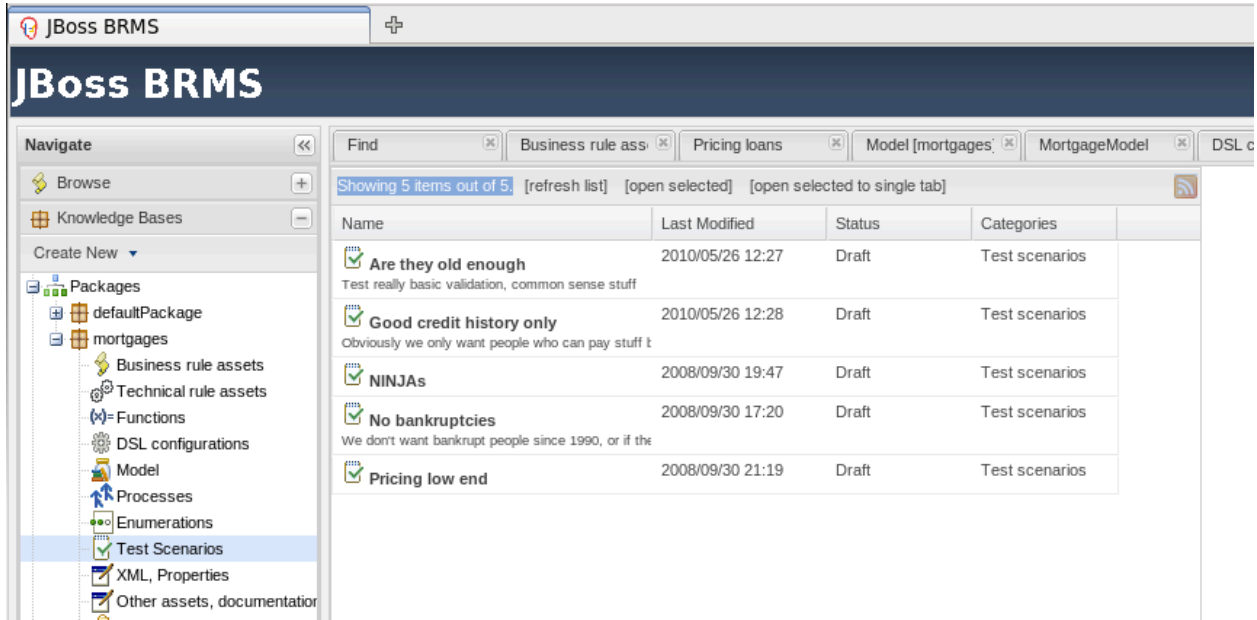 JBoss BRMS
JBoss BRMS
Navigate
Find
Business rule ass
Pricing loans
Model [mortgages]
MortgageModel
DSL c
Browse
Knowledge Bases
Create New
Packages
defaultPackage
mortgages
Business rule assets
Technical rule assets
(x)= Functions
DSL configurations
Model
Processes
Enumerations
Test Scenarios
XML, Properties
Other assets, documentation
Showing 5 items out of 5. [refresh list] [open selected] [open selected to single tab]
Name Last Modified Status Categories
Are they old enough 2010/05/26 12:27 Draft Test scenarios
Test really basic validation, common sense stuff
Good credit history only 2010/05/26 12:28 Draft Test scenarios
Obviously we only want people who can pay stuff
NINJAs 2008/09/30 19:47 Draft Test scenarios
No bankruptcies 2008/09/30 17:20 Draft Test scenarios
We don't want bankrupt people since 1990, or if the
Pricing low end 2008/09/30 21:19 Draft Test scenarios